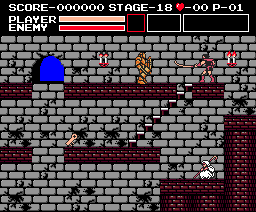 SCORE-000000 STAGE-18 ♥-00 P-01
PLAYER
ENEMY